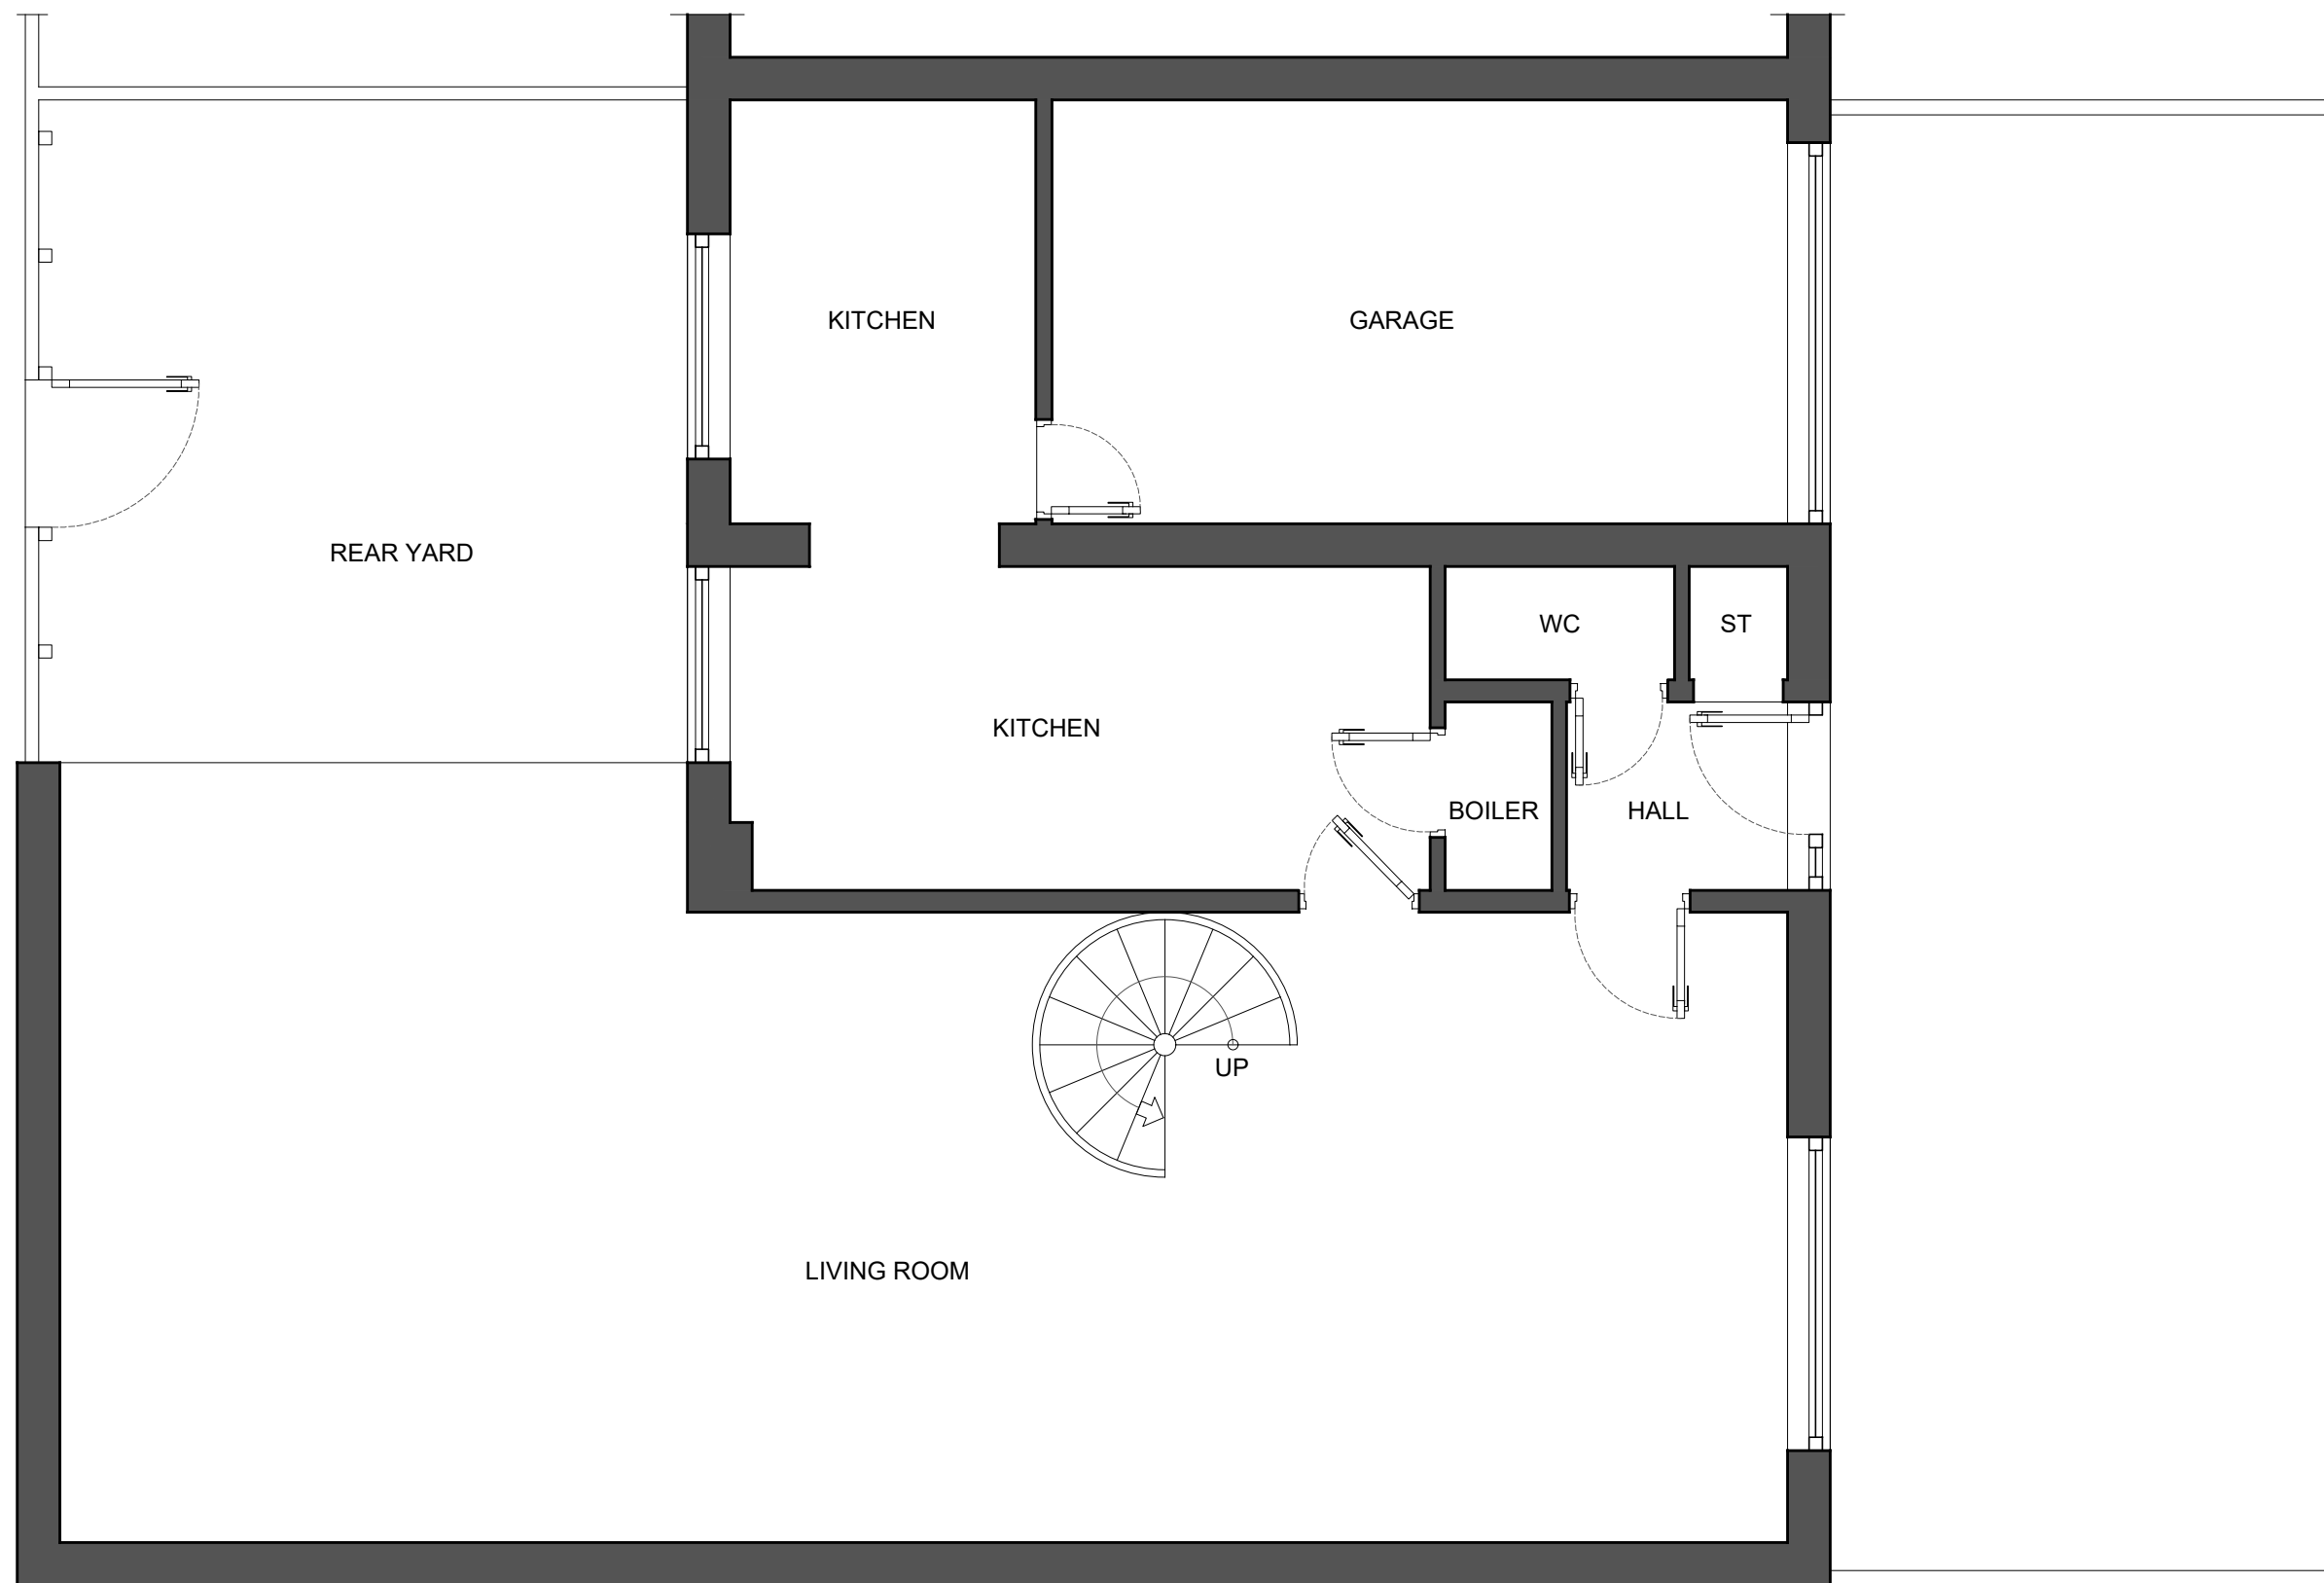 KITCHEN
GARAGE
REAR YARD
WC
ST
KITCHEN
BOILER
HALL
UP
LIVING ROOM